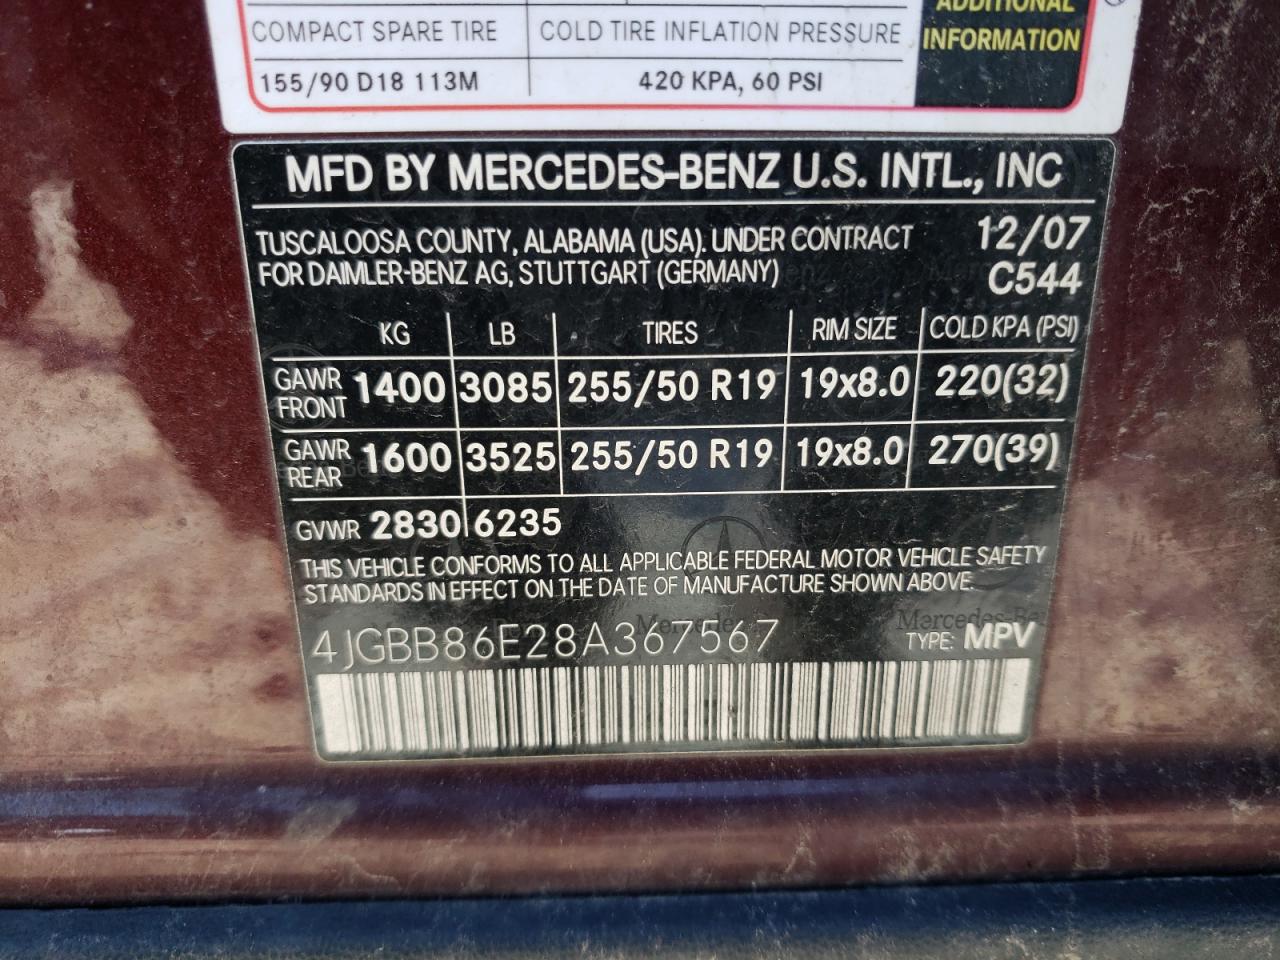 ADDITIONAL
COMPACT SPARE TIRE COLD TIRE INFLATION PRESSURE INFORMATION
155/90 D18 113M 420 KPA, 60 PSI
MFD BY MERCEDES-BENZ U.S. INTL., INC
TUSCALOOSA COUNTY, ALABAMA (USA). UNDER CONTRACT 12/07
FOR DAIMLER-BENZ AG, STUTTGART (GERMANY) C544
KG LB TIRES RIM SIZE COLD KPA (PSI)
GAWR FRONT 1400 3085 255/50 R19 19x8.0 220(32)
GAWR REAR 1600 3525 255/50 R19 19x8.0 270(39)
GVWR 2830 6235
THIS VEHICLE CONFORMS TO ALL APPLICABLE FEDERAL MOTOR VEHICLE SAFETY
STANDARDS IN EFFECT ON THE DATE OF MANUFACTURE SHOWN ABOVE.
4JGBB86E28A367567 TYPE: MPV